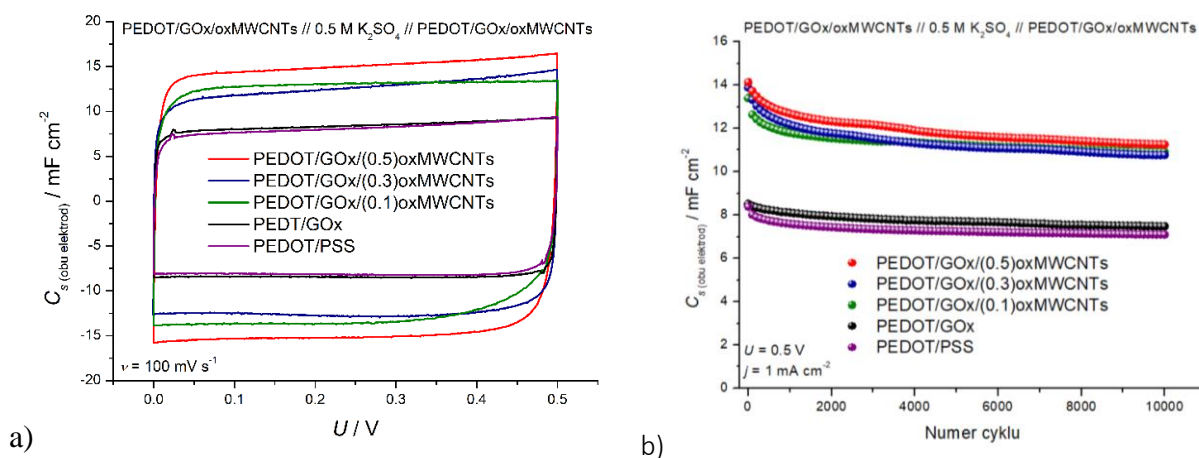 PEDOT/GOx/oxMWCNTs // 0.5 M K₂SO₄ // PEDOT/GOx/oxMWCNTs
20
15
10
5
0
-5
-10
-15
-20
C s (obu elektrod) / mF cm⁻²
PEDOT/GOx/(0.5)oxMWCNTs
PEDOT/GOx/(0.3)oxMWCNTs
PEDOT/GOx/(0.1)oxMWCNTs
PEDT/GOx
PEDOT/PSS
ν = 100 mV s⁻¹
0.0 0.1 0.2 0.3 0.4 0.5
U / V
a)
PEDOT/GOx/oxMWCNTs // 0.5 M K₂SO₄ // PEDOT/GOx/oxMWCNTs
16
14
12
10
8
6
4
2
0
C s (obu elektrod) / mF cm⁻²
PEDOT/GOx/(0.5)oxMWCNTs
PEDOT/GOx/(0.3)oxMWCNTs
PEDOT/GOx/(0.1)oxMWCNTs
PEDOT/GOx
PEDOT/PSS
U = 0.5 V
j = 1 mA cm⁻²
0 2000 4000 6000 8000 10000
Numer cyklu
b)